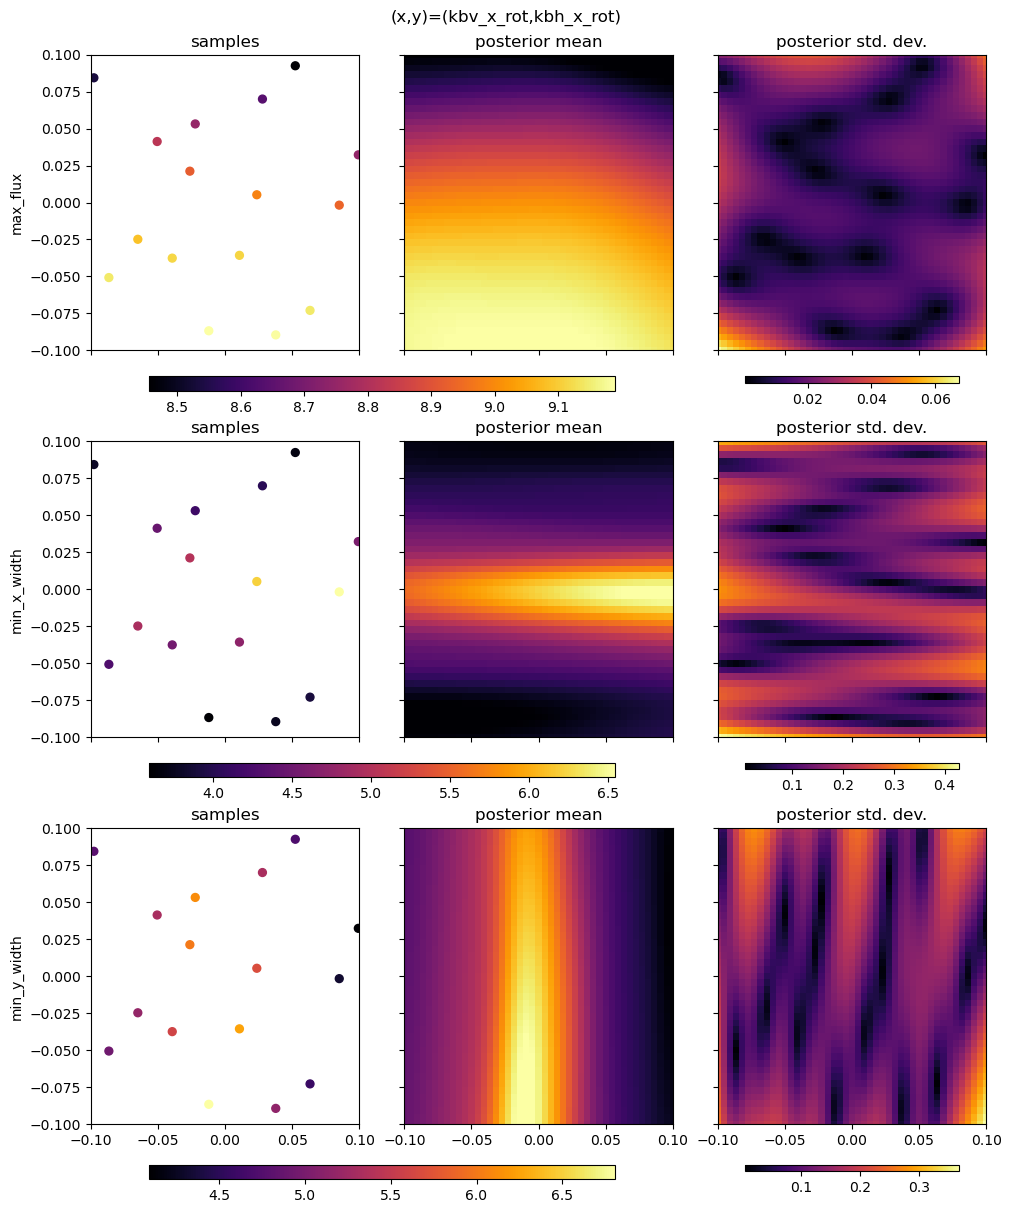 (x,y)=(kbv_x_rot,kbh_x_rot)
samples
posterior mean
posterior std. dev.
max_flux
0.100
0.075
0.050
0.025
0.000
−0.025
−0.050
−0.075
−0.100
8.5 8.6 8.7 8.8 8.9 9.0 9.1
0.02 0.04 0.06
samples
posterior mean
posterior std. dev.
min_x_width
0.100
0.075
0.050
0.025
0.000
−0.025
−0.050
−0.075
−0.100
4.0 4.5 5.0 5.5 6.0 6.5
0.1 0.2 0.3 0.4
samples
posterior mean
posterior std. dev.
min_y_width
0.100
0.075
0.050
0.025
0.000
−0.025
−0.050
−0.075
−0.100
−0.10 −0.05 0.00 0.05 0.10
−0.10 −0.05 0.00 0.05 0.10
−0.10 −0.05 0.00 0.05 0.10
4.5 5.0 5.5 6.0 6.5
0.1 0.2 0.3